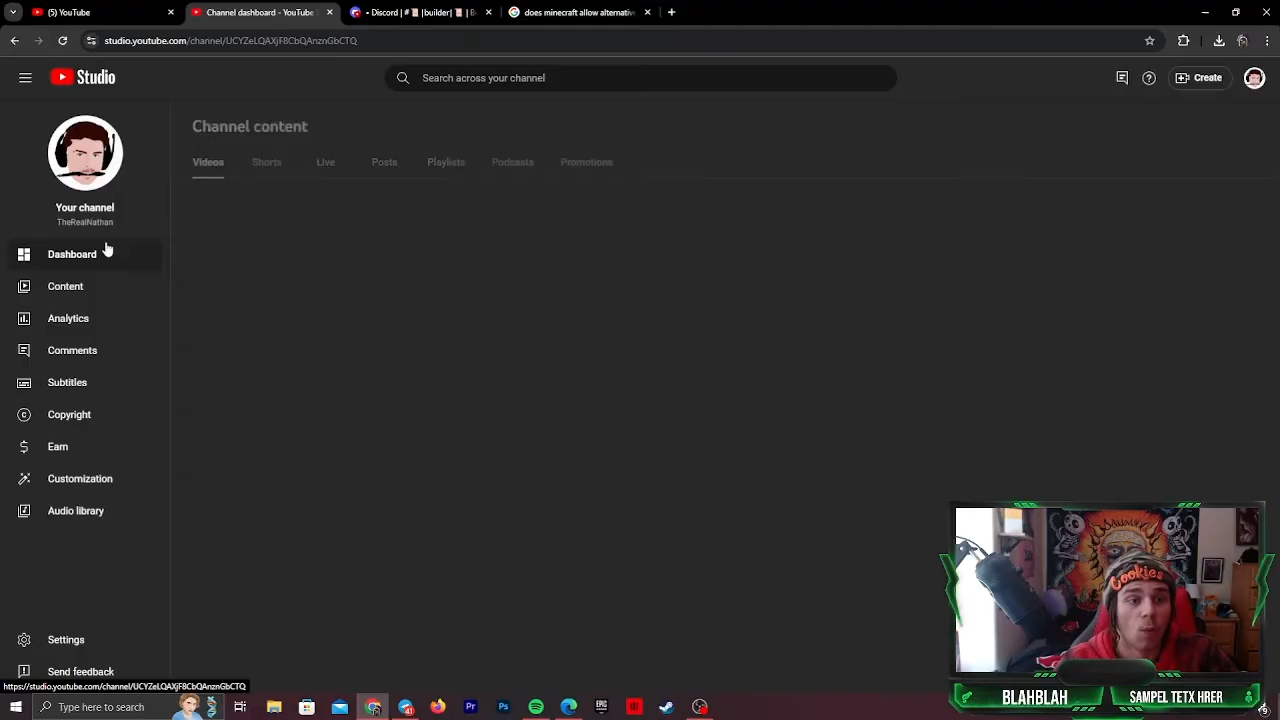 (5) YouTube
Channel dashboard - YouTube S
• Discord | #📜|builder|📜| B
does minecraft allow alternativ
studio.youtube.com/channel/UCYZeLQAXjF8CbQAnznGbCTQ
Studio
Search across your channel
Create
Your channel
TheRealNathan
Dashboard
Content
Analytics
Comments
Subtitles
Copyright
Earn
Customization
Audio library
Settings
Send feedback
Channel content
Videos Shorts Live Posts Playlists Podcasts Promotions
Cookies
BLAHBLAH
SAMPEL TETX HRER
https://studio.youtube.com/channel/UCYZeLQAXjF8CbQAnznGbCTQ
Type here to search